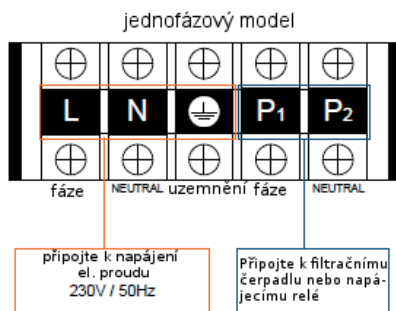 jednofázový model
L N P1 P2
fáze NEUTRAL uzemnění fáze NEUTRAL
připojte k napájení
el. proudu
230V / 50Hz
Připojte k filtračnímu
čerpadlu nebo napá-
jecímu relé